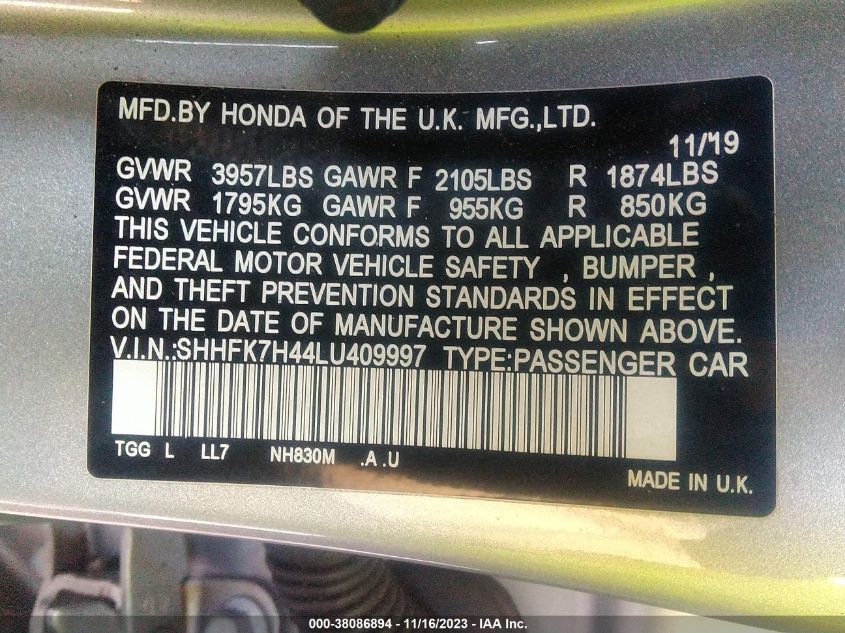 MFD.BY HONDA OF THE U.K. MFG.,LTD.
11/19
GVWR 3957LBS GAWR F 2105LBS R 1874LBS
GVWR 1795KG GAWR F 955KG R 850KG
THIS VEHICLE CONFORMS TO ALL APPLICABLE
FEDERAL MOTOR VEHICLE SAFETY , BUMPER ,
AND THEFT PREVENTION STANDARDS IN EFFECT
ON THE DATE OF MANUFACTURE SHOWN ABOVE.
V.I.N.:SHHFK7H44LU409997 TYPE:PASSENGER CAR
TGG L LL7 NH830M .A .U
MADE IN U.K.
000-38086894 - 11/16/2023 - IAA Inc.